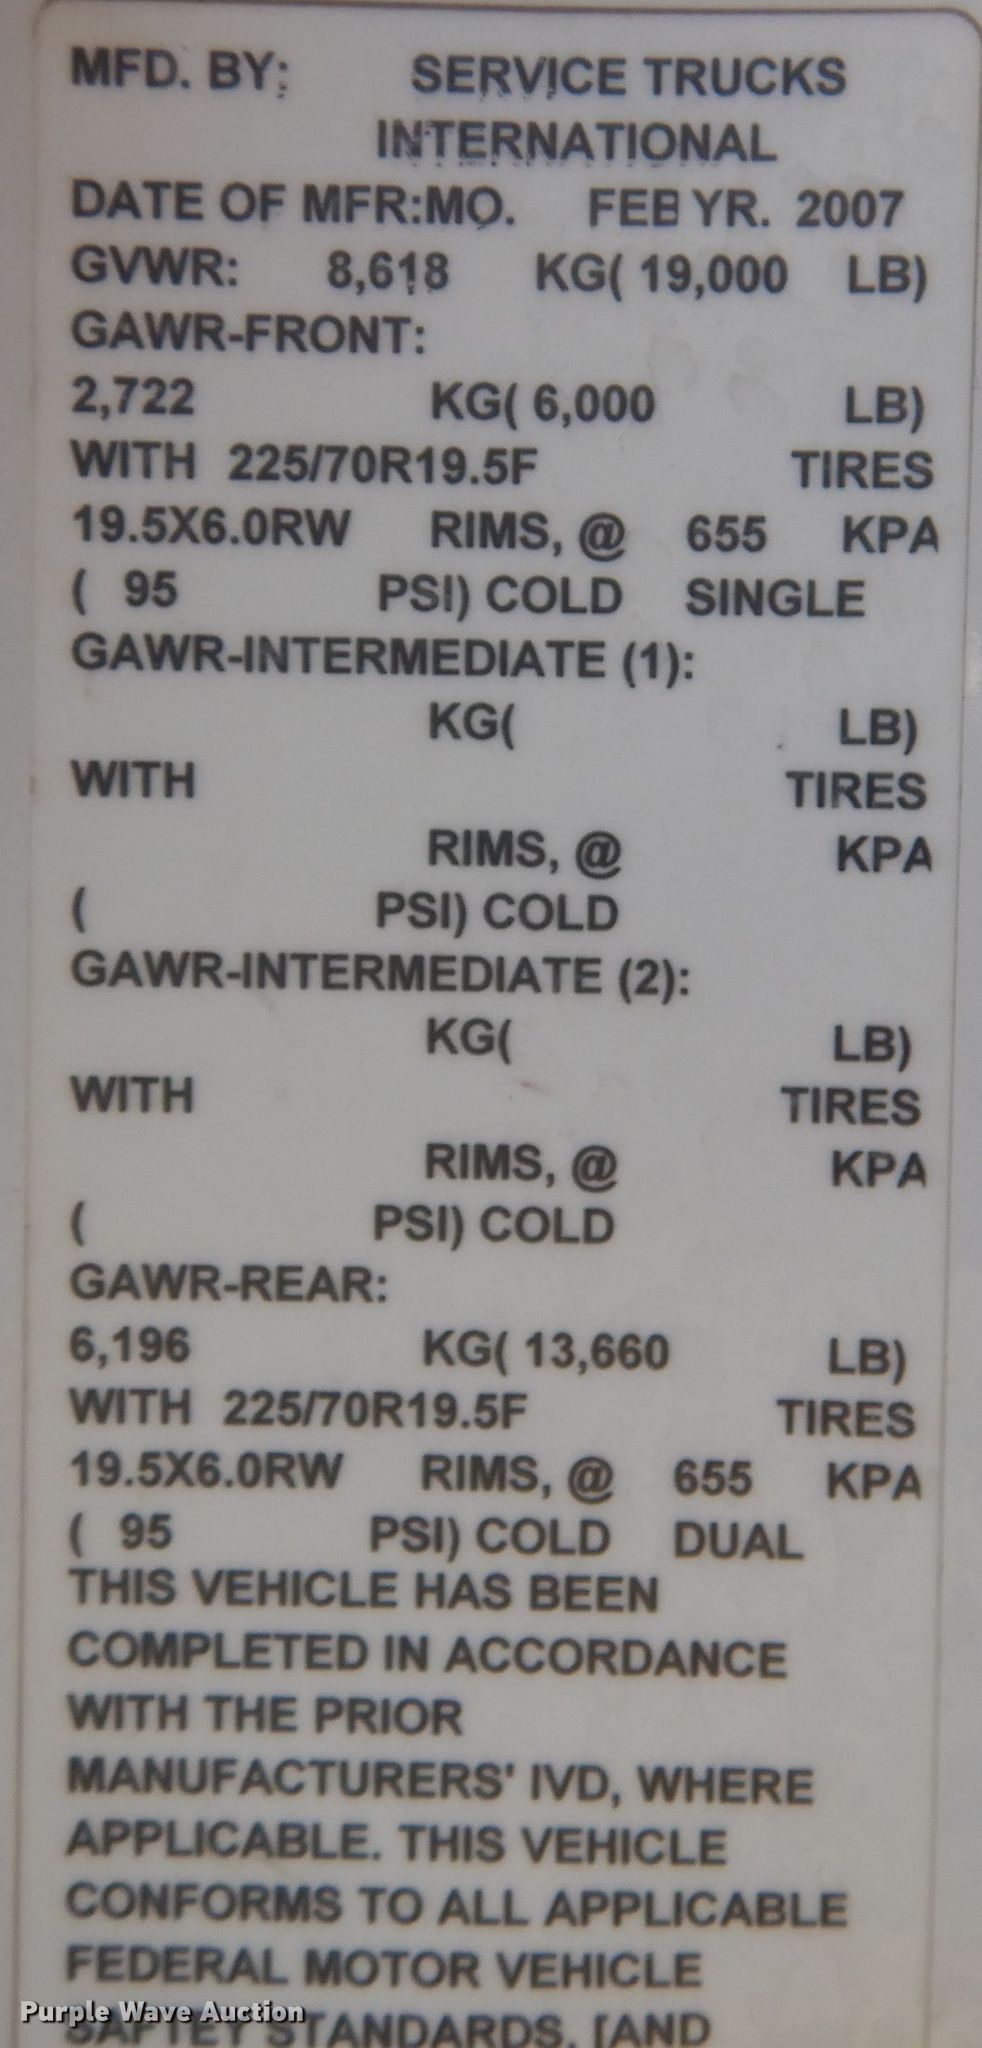 MFD. BY: SERVICE TRUCKS
INTERNATIONAL
DATE OF MFR:MO. FEB YR. 2007
GVWR: 8,618 KG( 19,000 LB)
GAWR-FRONT:
2,722 KG( 6,000 LB)
WITH 225/70R19.5F TIRES
19.5X6.0RW RIMS, @ 655 KPA
( 95 PSI) COLD SINGLE
GAWR-INTERMEDIATE (1):
KG( LB)
WITH TIRES
RIMS, @ KPA
( PSI) COLD
GAWR-INTERMEDIATE (2):
KG( LB)
WITH TIRES
RIMS, @ KPA
( PSI) COLD
GAWR-REAR:
6,196 KG( 13,660 LB)
WITH 225/70R19.5F TIRES
19.5X6.0RW RIMS, @ 655 KPA
( 95 PSI) COLD DUAL
THIS VEHICLE HAS BEEN
COMPLETED IN ACCORDANCE
WITH THE PRIOR
MANUFACTURERS' IVD, WHERE
APPLICABLE. THIS VEHICLE
CONFORMS TO ALL APPLICABLE
FEDERAL MOTOR VEHICLE
SAFTEY STANDARDS, [AND
Purple Wave Auction